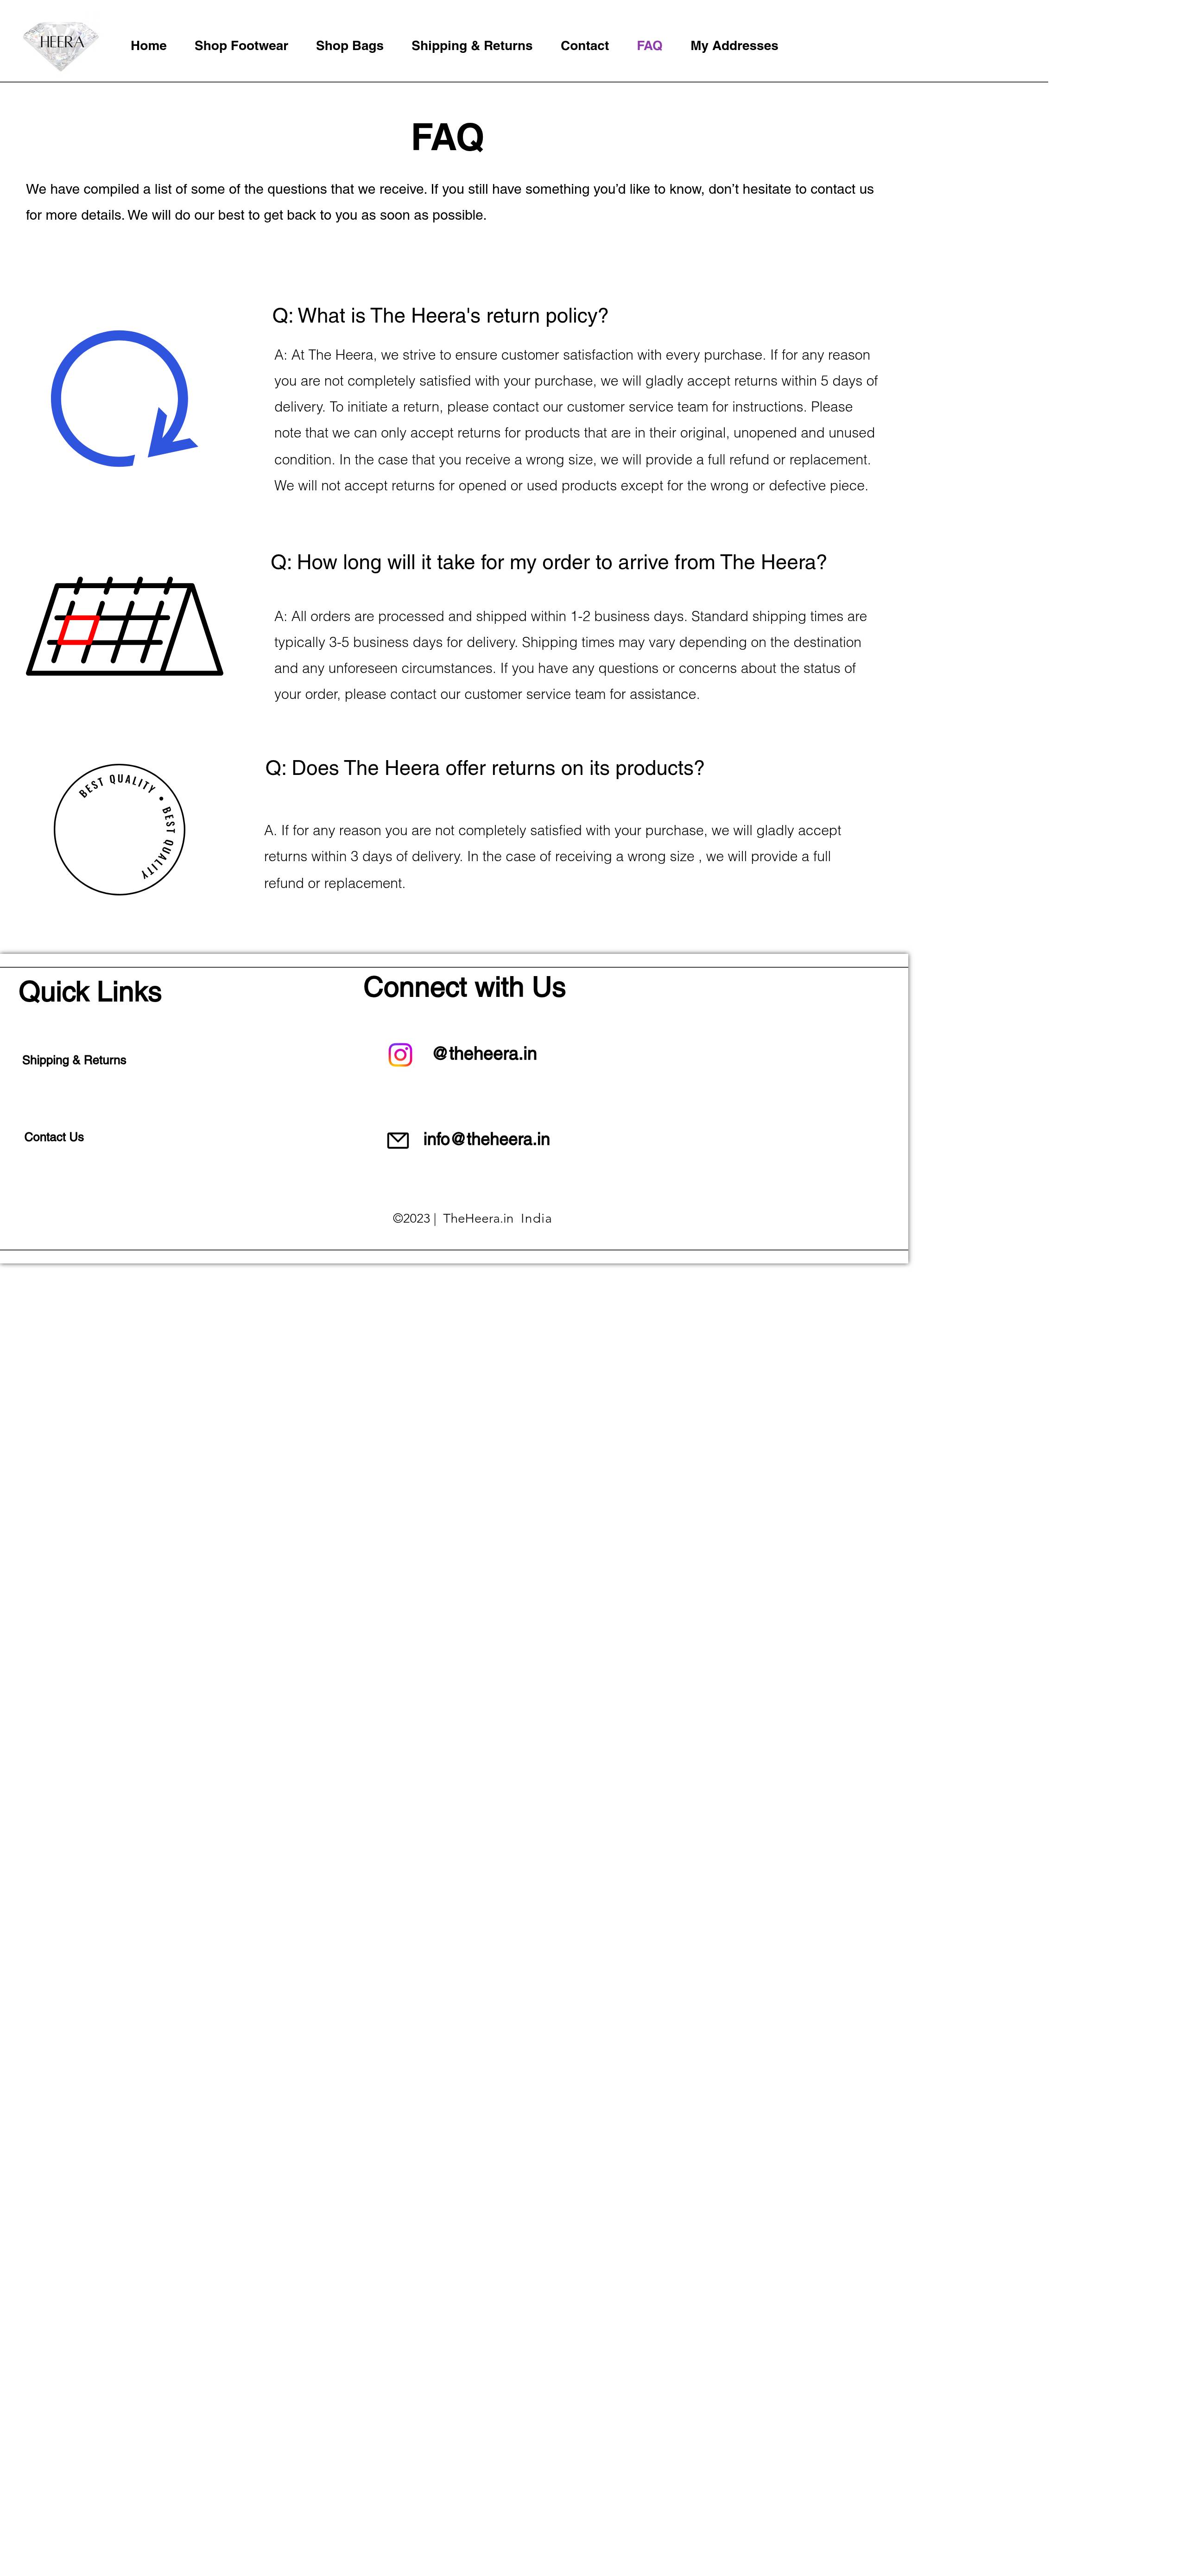 HEERA
Home Shop Footwear Shop Bags Shipping & Returns Contact FAQ My Addresses
FAQ
We have compiled a list of some of the questions that we receive. If you still have something you’d like to know, don’t hesitate to contact us
for more details. We will do our best to get back to you as soon as possible.
Q: What is The Heera's return policy?
A: At The Heera, we strive to ensure customer satisfaction with every purchase. If for any reason
you are not completely satisfied with your purchase, we will gladly accept returns within 5 days of
delivery. To initiate a return, please contact our customer service team for instructions. Please
note that we can only accept returns for products that are in their original, unopened and unused
condition. In the case that you receive a wrong size, we will provide a full refund or replacement.
We will not accept returns for opened or used products except for the wrong or defective piece.
Q: How long will it take for my order to arrive from The Heera?
A: All orders are processed and shipped within 1-2 business days. Standard shipping times are
typically 3-5 business days for delivery. Shipping times may vary depending on the destination
and any unforeseen circumstances. If you have any questions or concerns about the status of
your order, please contact our customer service team for assistance.
BEST QUALITY • BEST QUALITY
Q: Does The Heera offer returns on its products?
A. If for any reason you are not completely satisfied with your purchase, we will gladly accept
returns within 3 days of delivery. In the case of receiving a wrong size , we will provide a full
refund or replacement.
Quick Links
Shipping & Returns
Contact Us
Connect with Us
@theheera.in
info@theheera.in
©2023 | TheHeera.in India